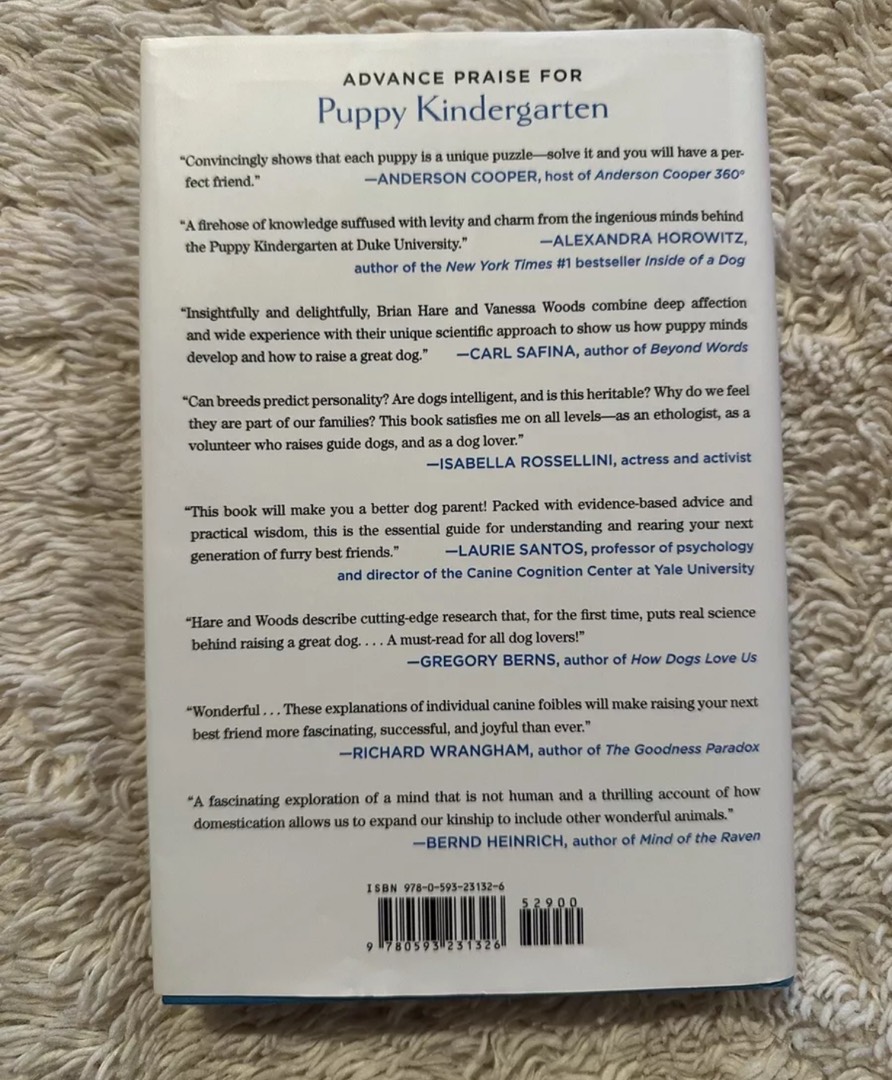 ADVANCE PRAISE FOR
Puppy Kindergarten
“Convincingly shows that each puppy is a unique puzzle—solve it and you will have a per-
fect friend.” —ANDERSON COOPER, host of Anderson Cooper 360°
“A firehose of knowledge suffused with levity and charm from the ingenious minds behind
the Puppy Kindergarten at Duke University.” —ALEXANDRA HOROWITZ,
author of the New York Times #1 bestseller Inside of a Dog
“Insightfully and delightfully, Brian Hare and Vanessa Woods combine deep affection
and wide experience with their unique scientific approach to show us how puppy minds
develop and how to raise a great dog.” —CARL SAFINA, author of Beyond Words
“Can breeds predict personality? Are dogs intelligent, and is this heritable? Why do we feel
they are part of our families? This book satisfies me on all levels—as an ethologist, as a
volunteer who raises guide dogs, and as a dog lover.”
—ISABELLA ROSSELLINI, actress and activist
“This book will make you a better dog parent! Packed with evidence-based advice and
practical wisdom, this is the essential guide for understanding and rearing your next
generation of furry best friends.” —LAURIE SANTOS, professor of psychology
and director of the Canine Cognition Center at Yale University
“Hare and Woods describe cutting-edge research that, for the first time, puts real science
behind raising a great dog. . . . A must-read for all dog lovers!”
—GREGORY BERNS, author of How Dogs Love Us
“Wonderful . . . These explanations of individual canine foibles will make raising your next
best friend more fascinating, successful, and joyful than ever.”
—RICHARD WRANGHAM, author of The Goodness Paradox
“A fascinating exploration of a mind that is not human and a thrilling account of how
domestication allows us to expand our kinship to include other wonderful animals.”
—BERND HEINRICH, author of Mind of the Raven
ISBN 978-0-593-23132-6
52900
9 780593 231326